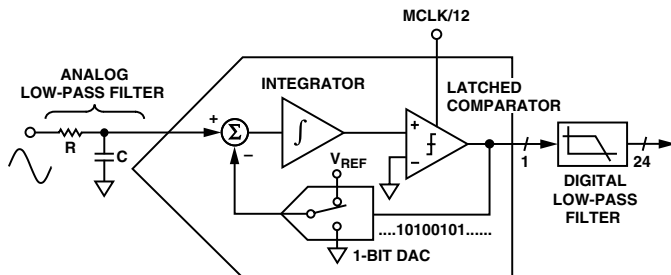 MCLK/12
ANALOG
LOW-PASS FILTER
INTEGRATOR
LATCHED
COMPARATOR
+
Σ
∫
+
R
C
–
–
1
24
VREF
DIGITAL
LOW-PASS
FILTER
....10100101......
1-BIT DAC